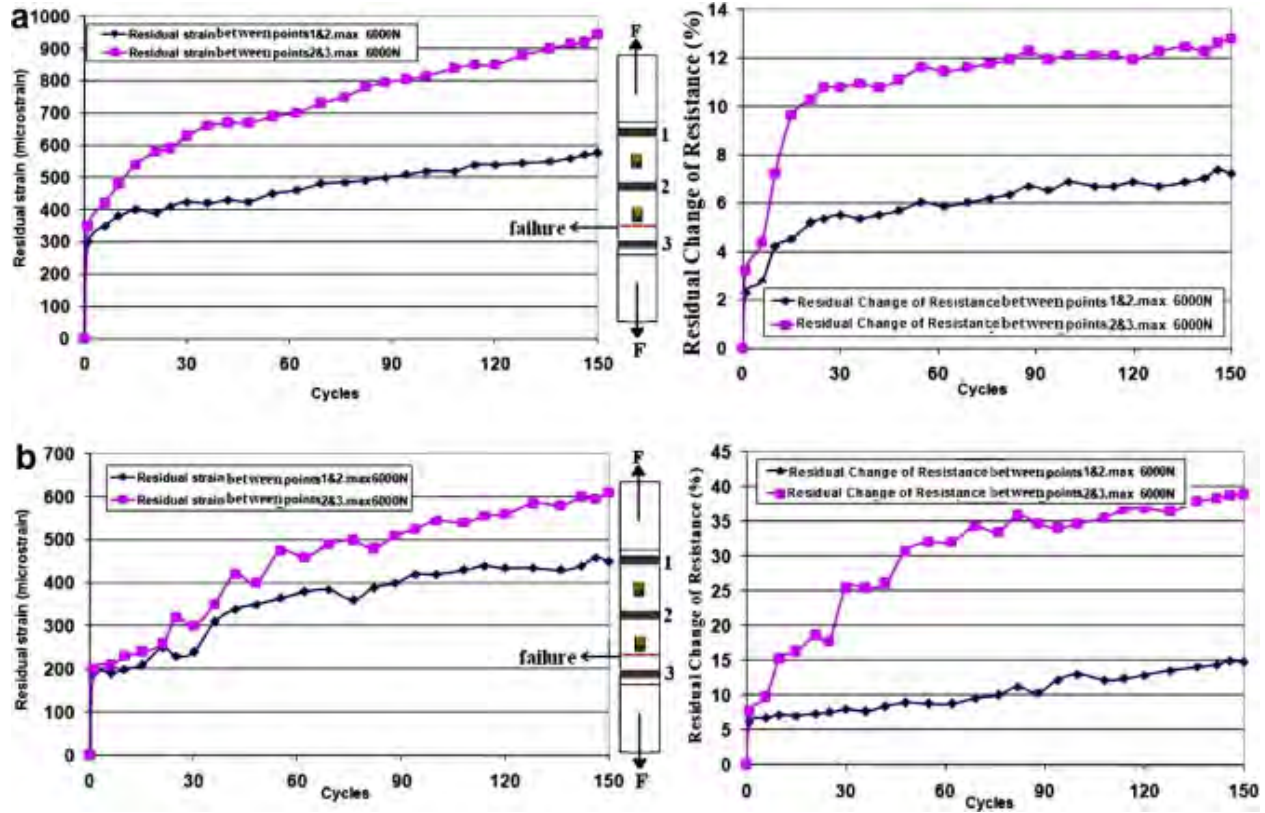 a
1000
900
800
700
600
500
400
300
200
100
0
Residual strain (microstrain)
Residual strain between points 1&2. max 6000N
Residual strain between points 2&3. max 6000N
0 30 60 90 120 150
Cycles
F
1
2
failure
3
F
14
12
10
8
6
4
2
0
Residual Change of Resistance (%)
Residual Change of Resistance between points 1&2. max 6000N
Residual Change of Resistance between points 2&3. max 6000N
0 30 60 90 120 150
Cycles
b
700
600
500
400
300
200
100
0
Residual strain (microstrain)
Residual strain between points 1&2. max 6000N
Residual strain between points 2&3. max 6000N
0 30 60 90 120 150
Cycles
F
1
2
failure
3
F
45
40
35
30
25
20
15
10
5
0
Residual Change of Resistance (%)
Residual Change of Resistance between points 1&2. max 6000N
Residual Change of Resistance between points 2&3. max 6000N
0 30 60 90 120 150
Cycles